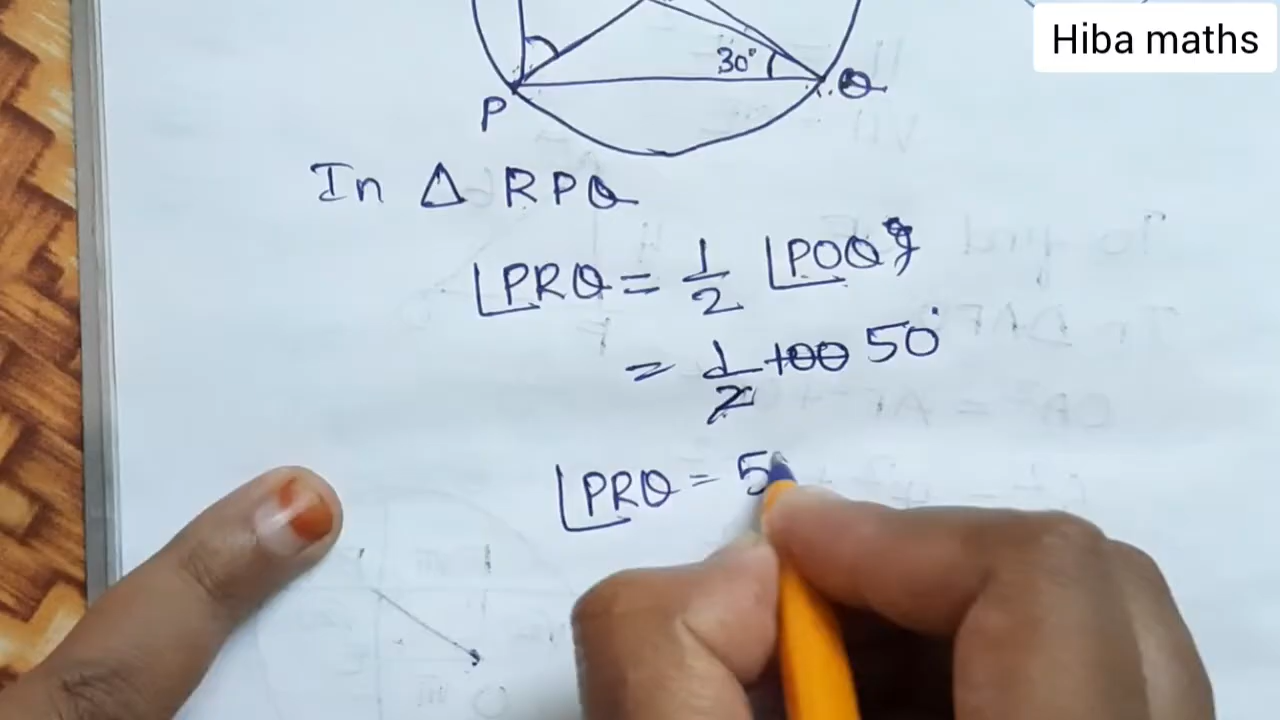 Hiba maths
30°
P
Q
In Δ RPQ
∠PRQ = 1/2 ∠POQ
= 1/2 100 50°
∠PRQ = 5